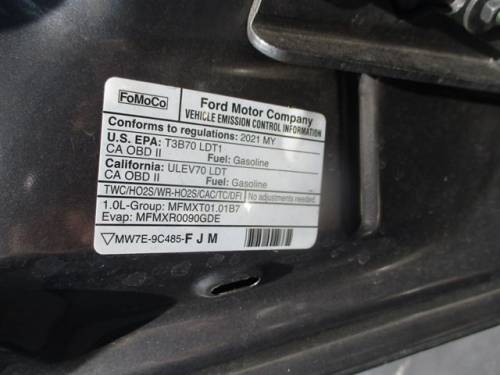 FoMoCo
Ford Motor Company
VEHICLE EMISSION CONTROL INFORMATION
Conforms to regulations: 2021 MY
U.S. EPA: T3B70 LDT1
CA OBD II Fuel: Gasoline
California: ULEV70 LDT
CA OBD II Fuel: Gasoline
TWC/HO2S/WR-HO2S/CAC/TC/DFI No adjustments needed.
1.0L-Group: MFMXT01.01B7
Evap: MFMXR0090GDE
MW7E-9C485-FJM